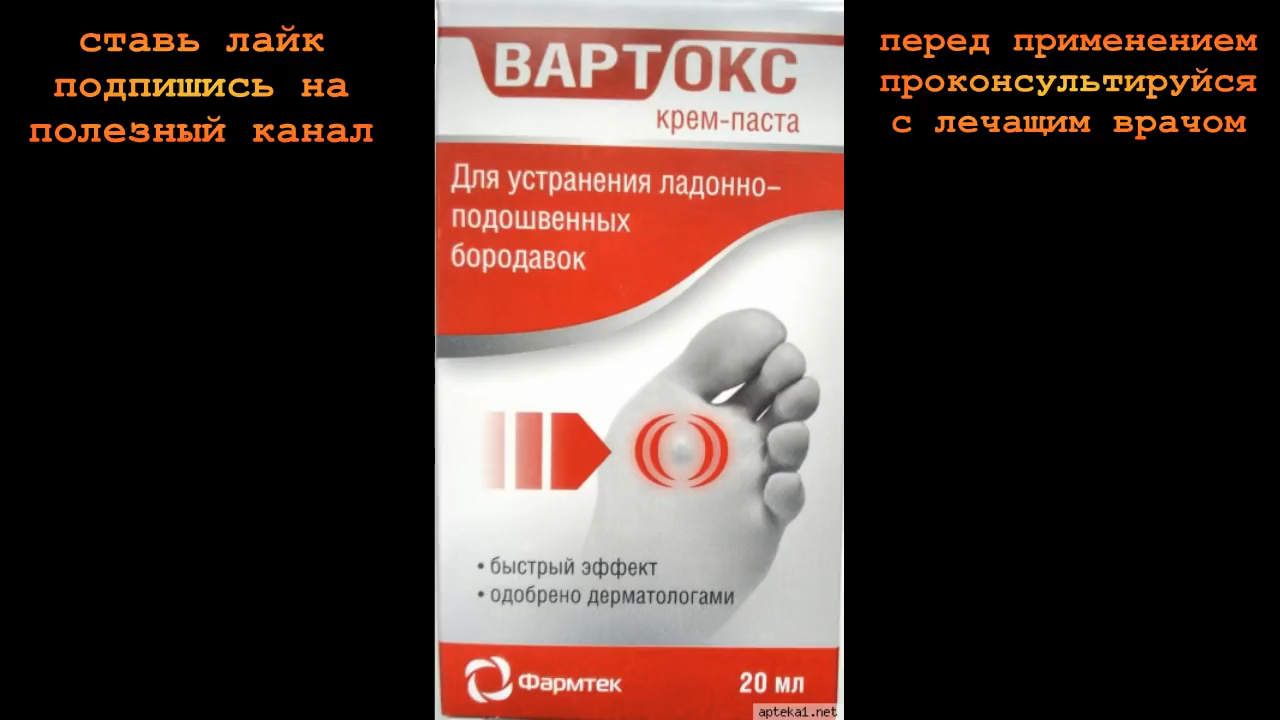 ставь лайк
подпишись на
полезный канал
ВАРТОКС
крем-паста
Для устранения ладонно-
подошвенных
бородавок
• быстрый эффект
• одобрено дерматологами
Фармтек
20 мл
apteka1.net
перед применением
проконсультируйся
с лечащим врачом